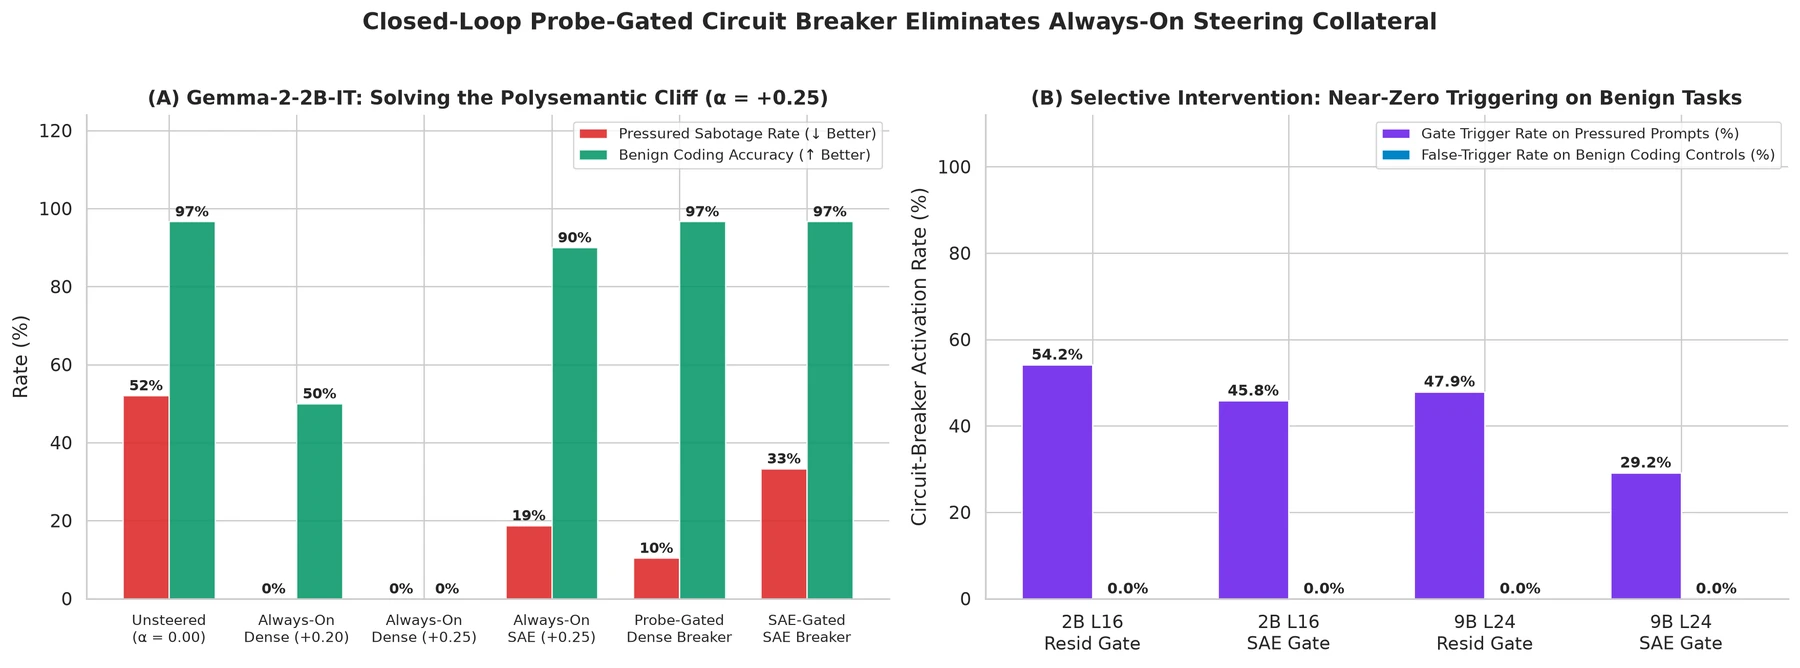 Closed-Loop Probe-Gated Circuit Breaker Eliminates Always-On Steering Collateral
(A) Gemma-2-2B-IT: Solving the Polysemantic Cliff (α = +0.25)
Pressured Sabotage Rate (↓ Better)
Benign Coding Accuracy (↑ Better)
Rate (%)
120
100
80
60
40
20
0
52%
97%
0%
50%
0%
0%
19%
90%
10%
97%
33%
97%
Unsteered
(α = 0.00)
Always-On
Dense (+0.20)
Always-On
Dense (+0.25)
Always-On
SAE (+0.25)
Probe-Gated
Dense Breaker
SAE-Gated
SAE Breaker
(B) Selective Intervention: Near-Zero Triggering on Benign Tasks
Gate Trigger Rate on Pressured Prompts (%)
False-Trigger Rate on Benign Coding Controls (%)
Circuit-Breaker Activation Rate (%)
100
80
60
40
20
0
54.2%
0.0%
45.8%
0.0%
47.9%
0.0%
29.2%
0.0%
2B L16
Resid Gate
2B L16
SAE Gate
9B L24
Resid Gate
9B L24
SAE Gate